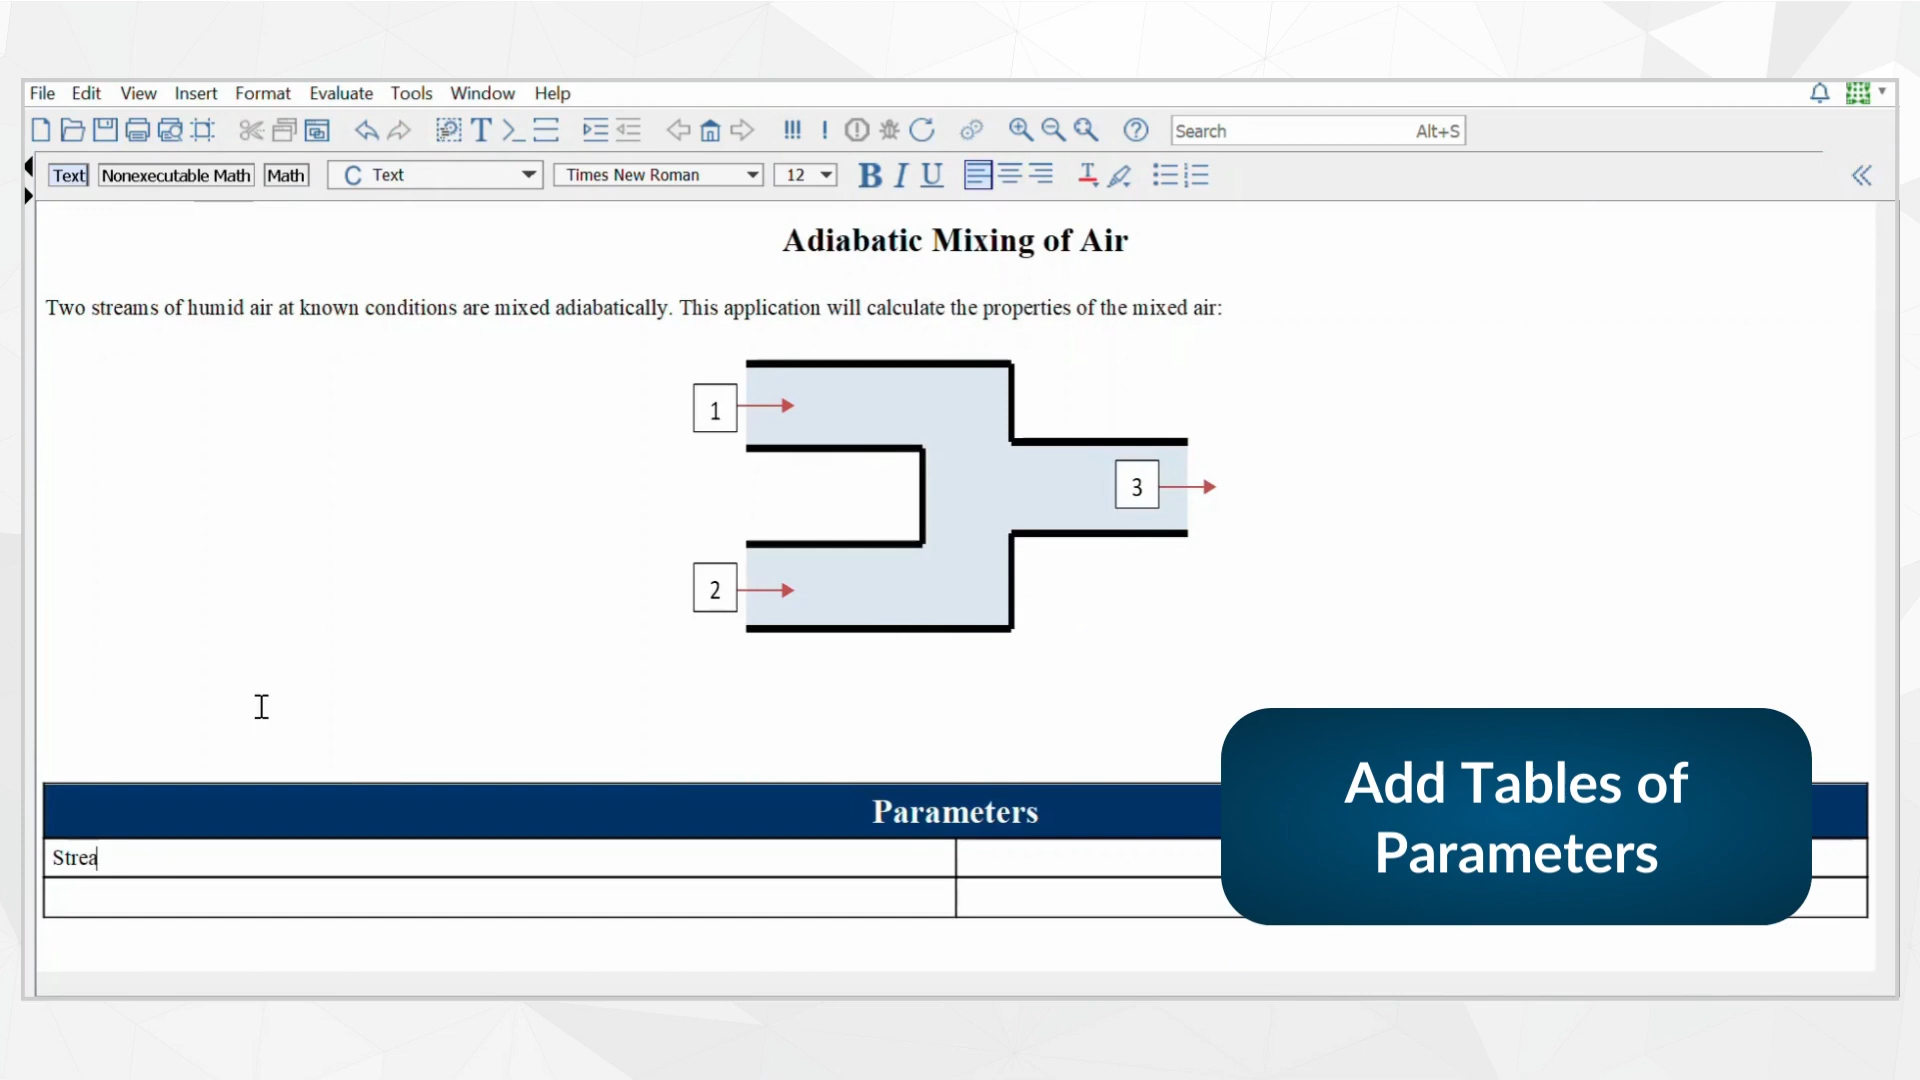 File Edit View Insert Format Evaluate Tools Window Help
Search Alt+S
Text Nonexecutable Math Math C Text Times New Roman 12 B I U
Adiabatic Mixing of Air
Two streams of humid air at known conditions are mixed adiabatically. This application will calculate the properties of the mixed air:
1
3
2
Parameters
Strea
Add Tables of
Parameters